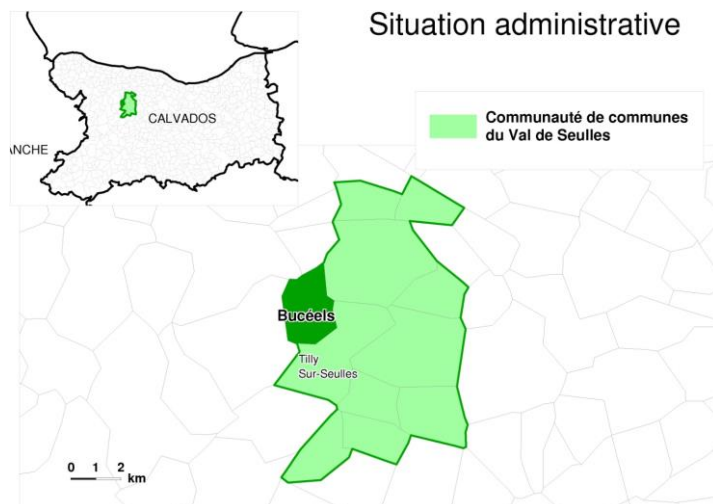 Situation administrative
CALVADOS
ANCHE
Communauté de communes
du Val de Seulles
Bucéels
Tilly
Sur-Seulles
0 1 2
km